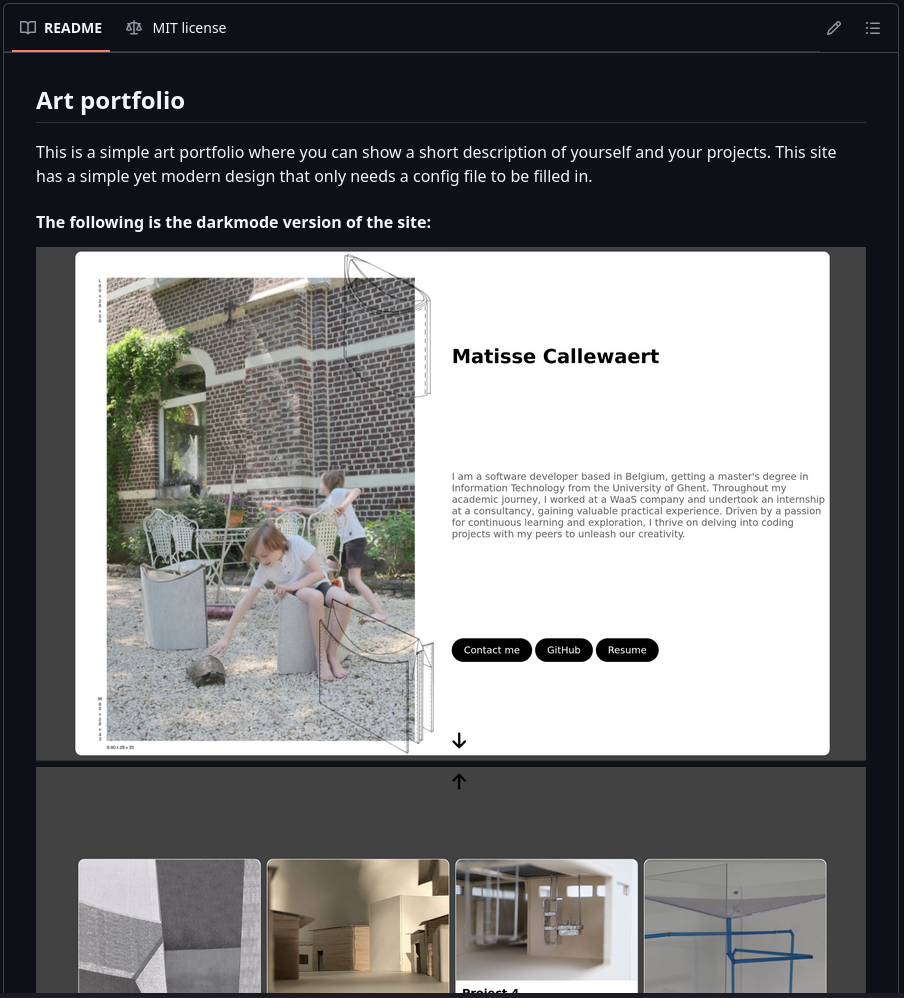 README
MIT license
Art portfolio
This is a simple art portfolio where you can show a short description of yourself and your projects. This site
has a simple yet modern design that only needs a config file to be filled in.
The following is the darkmode version of the site:
Matisse Callewaert
I am a software developer based in Belgium, getting a master's degree in
Information Technology from the University of Ghent. Throughout my
academic journey, I worked at a WaaS company and undertook an internship
at a consultancy, gaining valuable practical experience. Driven by a passion
for continuous learning and exploration, I thrive on delving into coding
projects with my peers to unleash our creativity.
Contact me
GitHub
Resume
Project 4